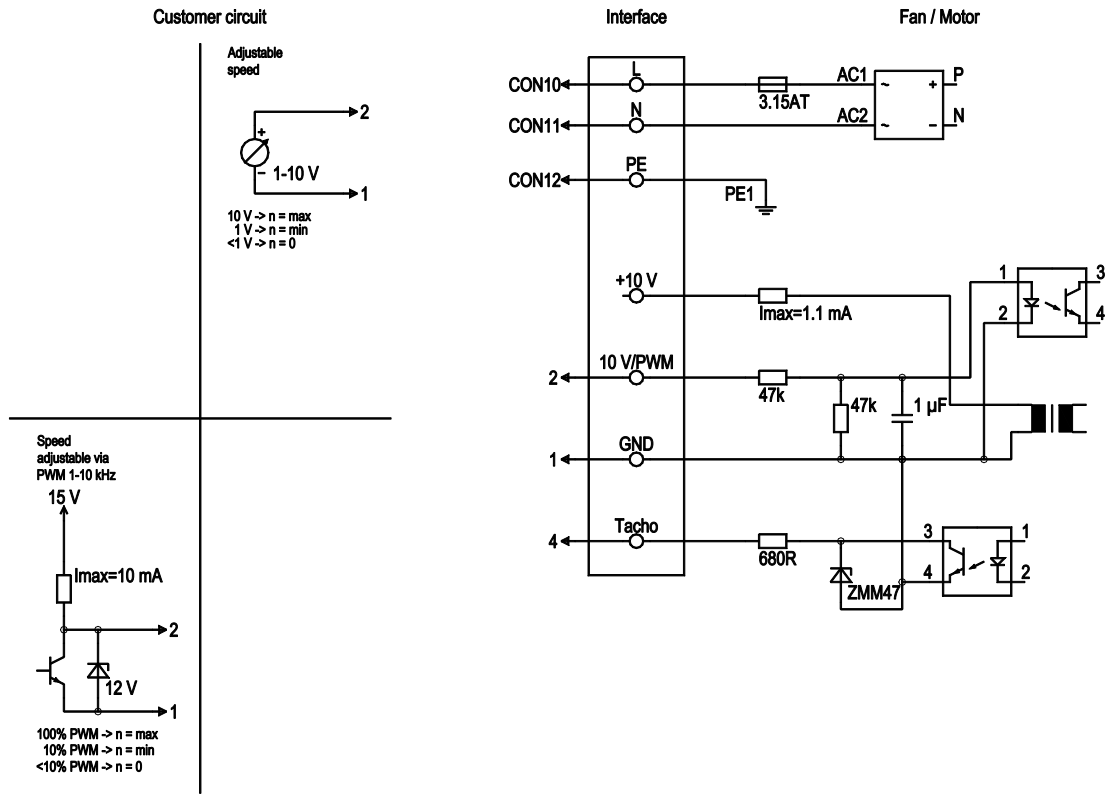 Customer circuit
Interface
Fan / Motor
Adjustable
speed
2
+
1-10 V
–
1
10 V -> n = max
1 V -> n = min
<1 V -> n = 0
Speed
adjustable via
PWM 1-10 kHz
15 V
Imax=10 mA
2
12 V
1
100% PWM -> n = max
10% PWM -> n = min
<10% PWM -> n = 0
L
CON10
3.15AT
AC1
~ + P
N
CON11
AC2
~ – N
PE
CON12
PE1
+10 V
Imax=1.1 mA
1 3
2 4
10 V/PWM
2
47k
47k
1 µF
GND
1
Tacho
4
680R
3 1
4 2
ZMM47